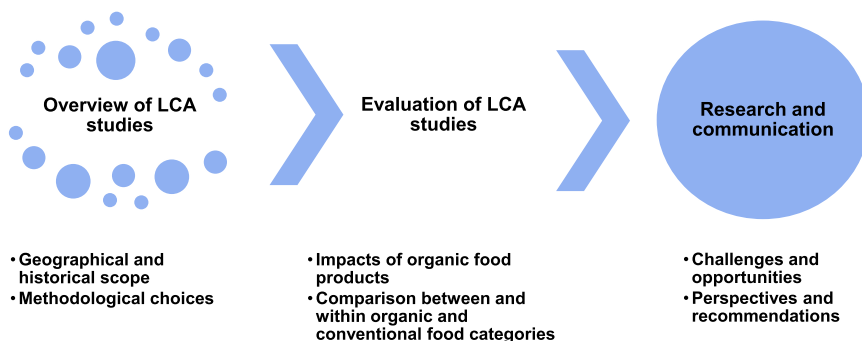 Overview of LCA
studies
Evaluation of LCA
studies
Research and
communication
• Geographical and
historical scope
• Methodological choices
• Impacts of organic food
products
• Comparison between and
within organic and
conventional food categories
• Challenges and
opportunities
• Perspectives and
recommendations